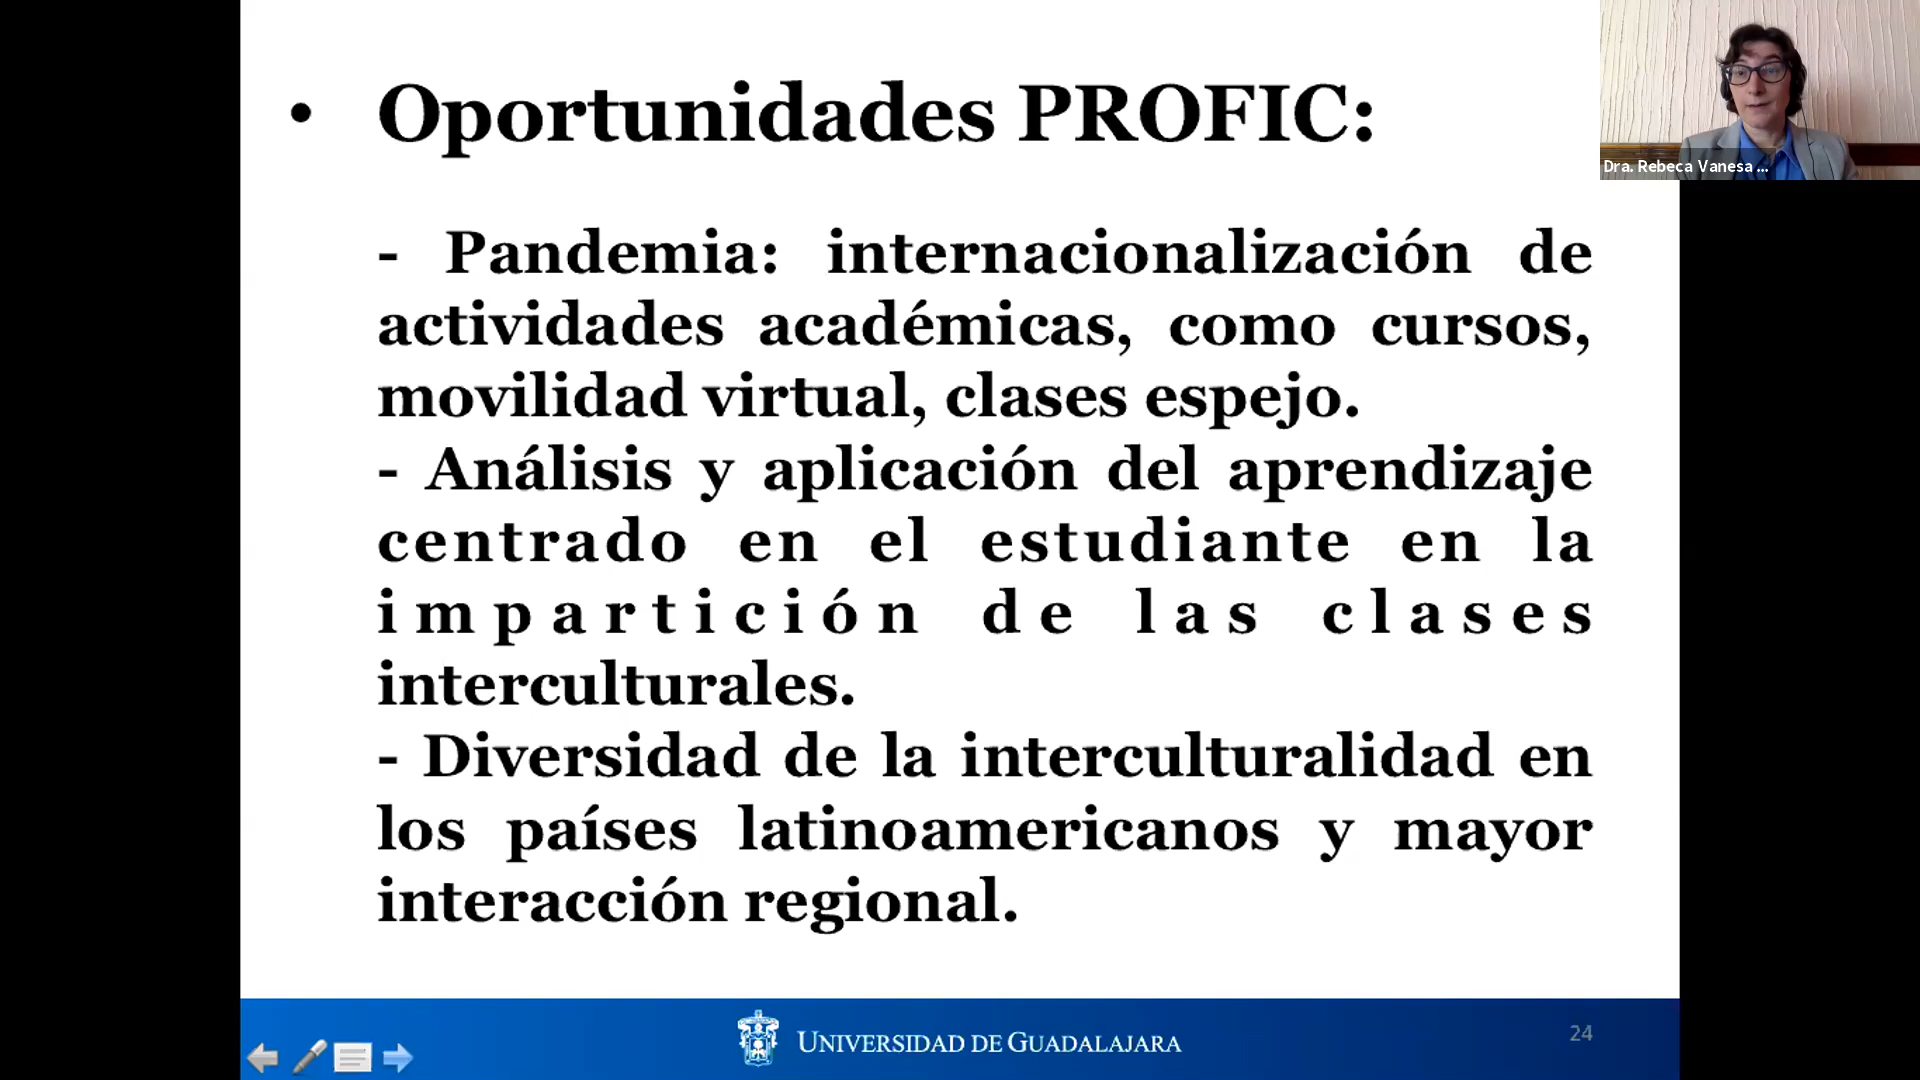 • Oportunidades PROFIC:
Dra. Rebeca Vanesa ...
- Pandemia: internacionalización de
actividades académicas, como cursos,
movilidad virtual, clases espejo.
- Análisis y aplicación del aprendizaje
centrado en el estudiante en la
impartición de las clases
interculturales.
- Diversidad de la interculturalidad en
los países latinoamericanos y mayor
interacción regional.
UNIVERSIDAD DE GUADALAJARA
24